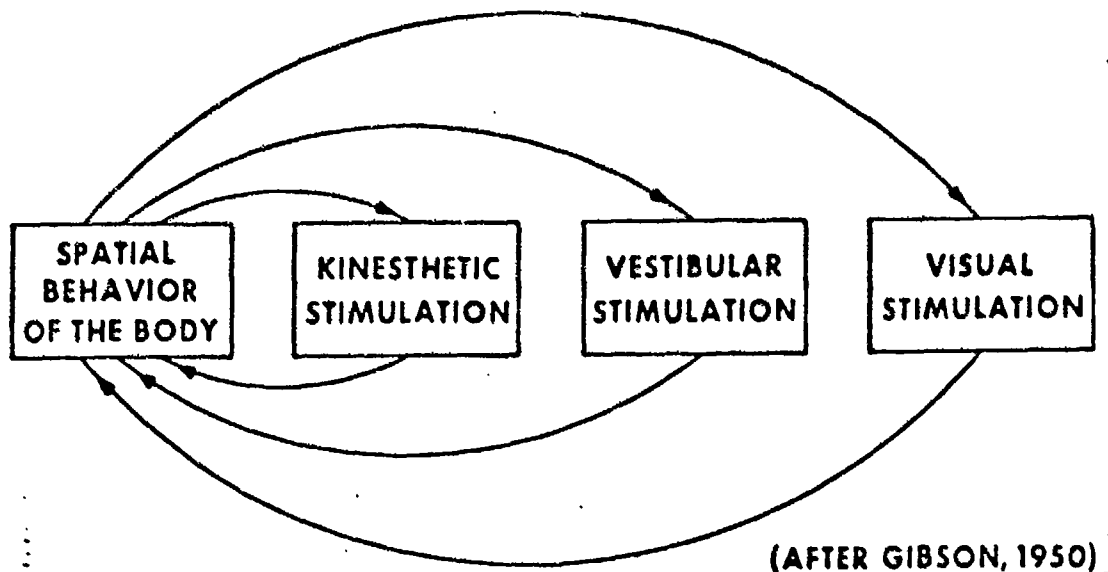 SPATIAL
BEHAVIOR
OF THE BODY
KINESTHETIC
STIMULATION
VESTIBULAR
STIMULATION
VISUAL
STIMULATION
(AFTER GIBSON, 1950)